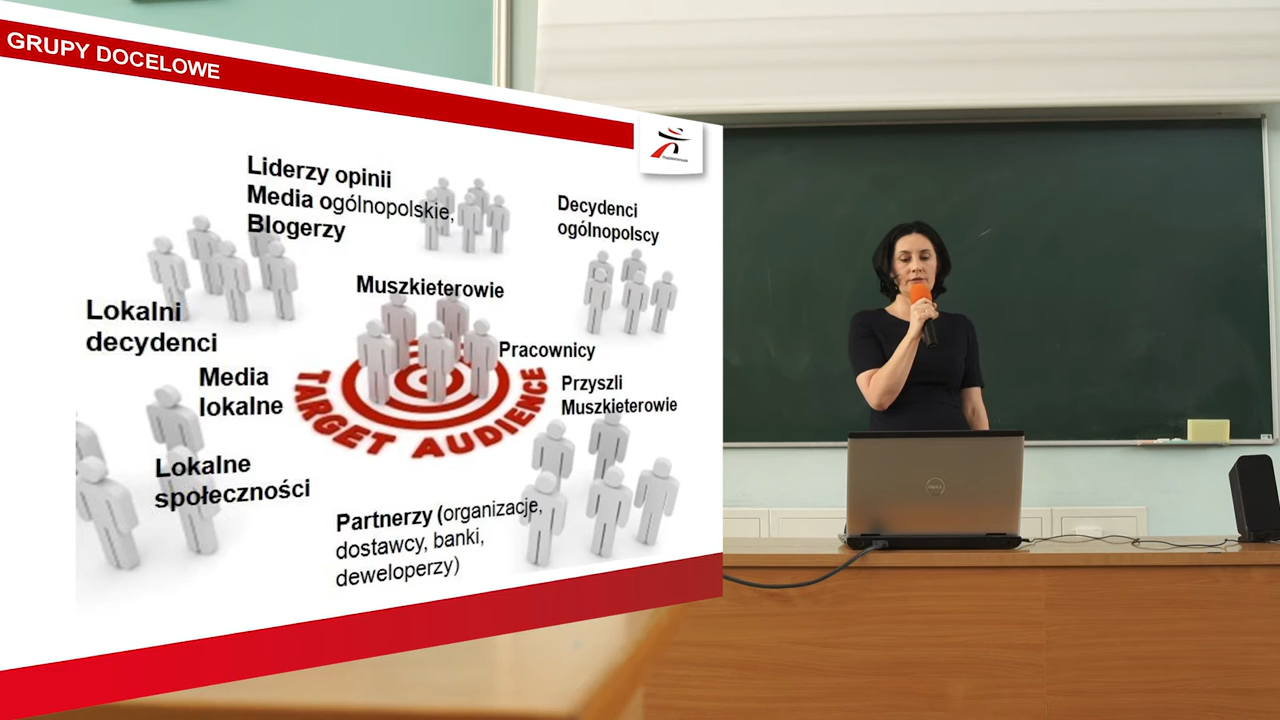 GRUPY DOCELOWE
Liderzy opinii
Media ogólnopolskie,
Blogerzy
Decydenci
ogólnopolscy
Muszkieterowie
Lokalni
decydenci
Pracownicy
Media
lokalne
Przyszli
Muszkieterowie
TARGET AUDIENCE
Lokalne
społeczności
Partnerzy (organizacje,
dostawcy, banki,
deweloperzy)
DELL